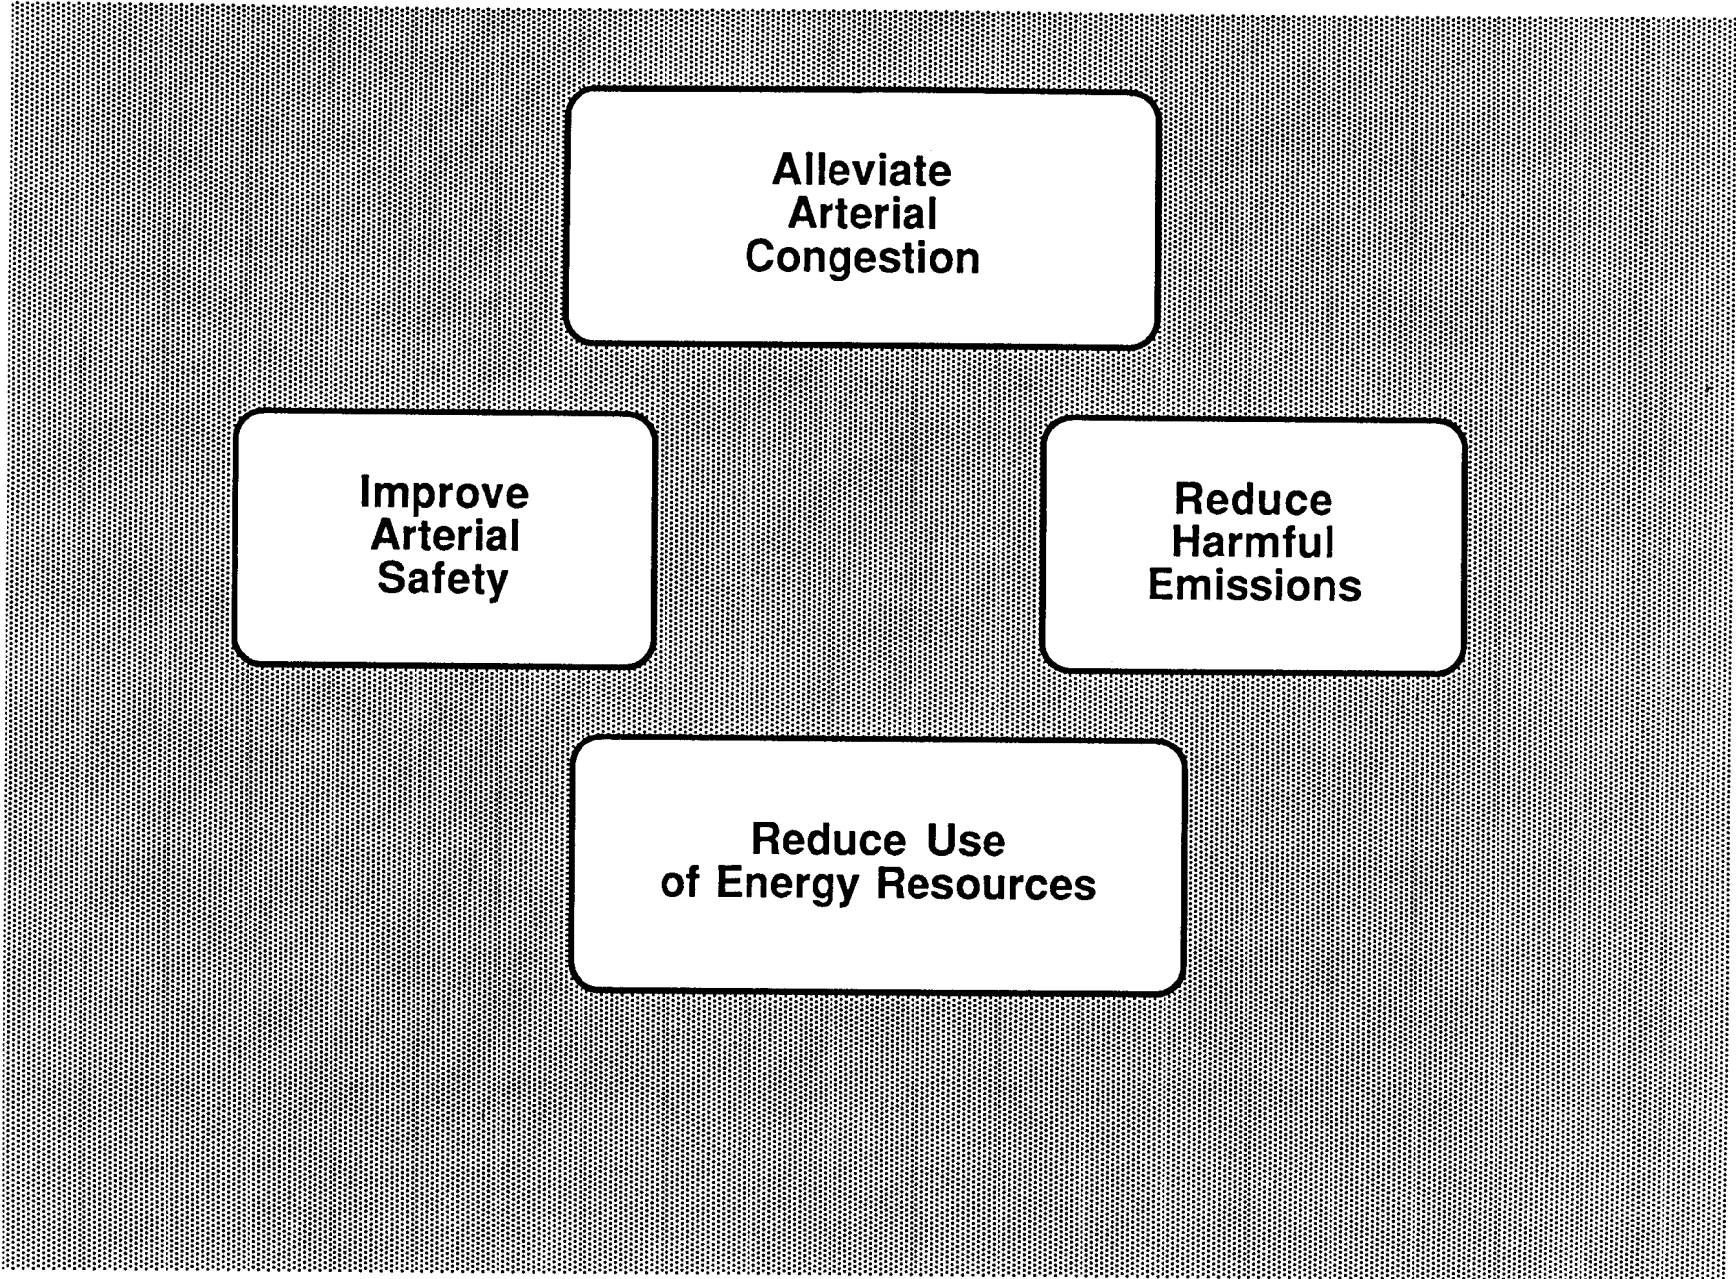 Alleviate
Arterial
Congestion
Improve
Arterial
Safety
Reduce
Harmful
Emissions
Reduce Use
of Energy Resources